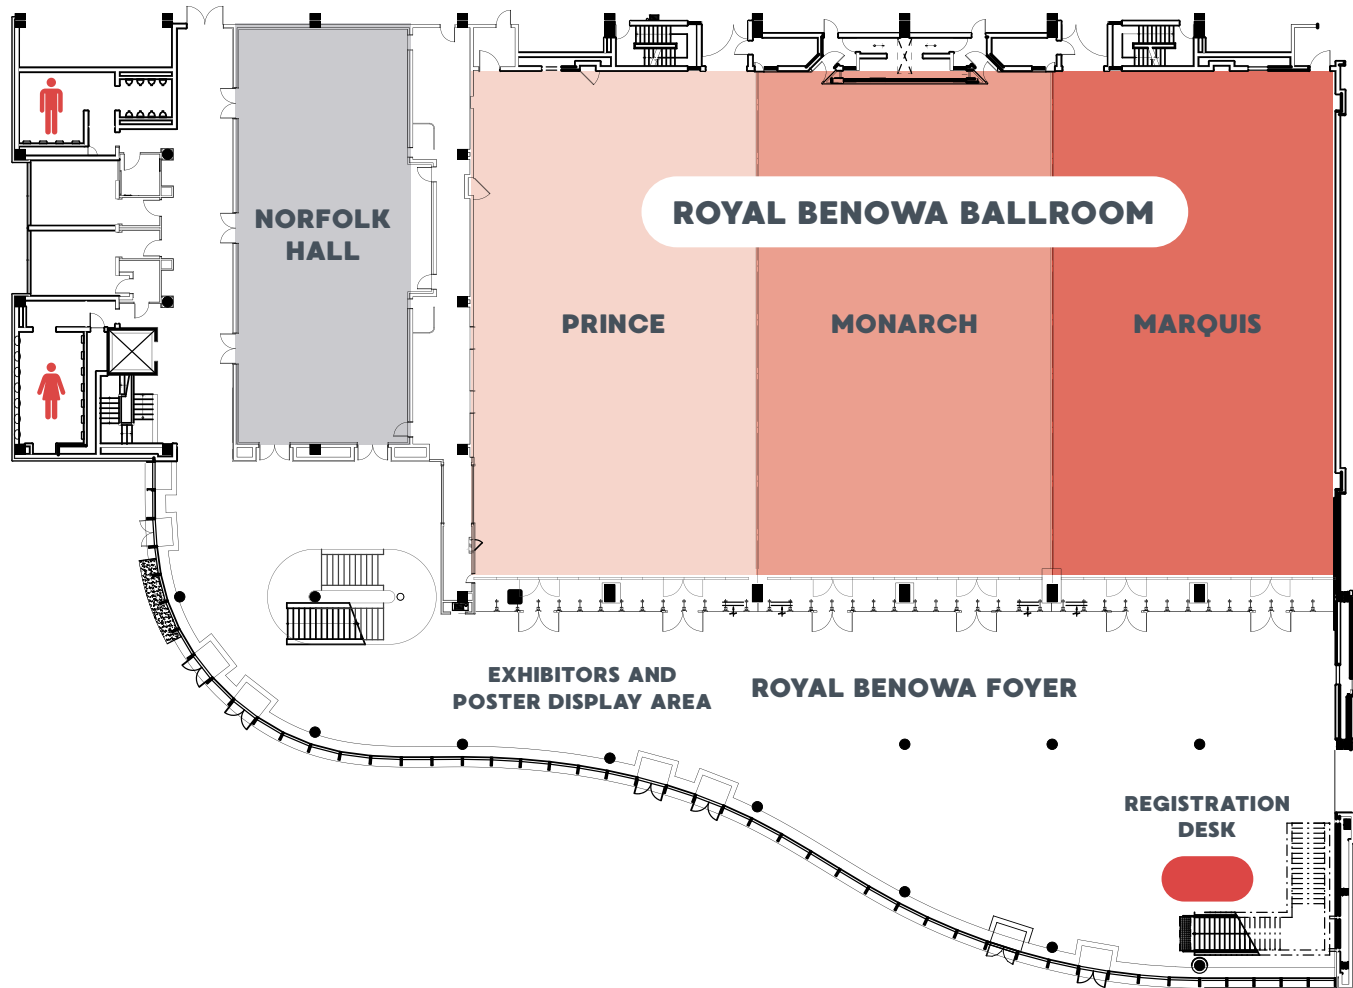 ROYAL BENOWA BALLROOM
NORFOLK
HALL
PRINCE
MONARCH
MARQUIS
EXHIBITORS AND
POSTER DISPLAY AREA
ROYAL BENOWA FOYER
REGISTRATION
DESK